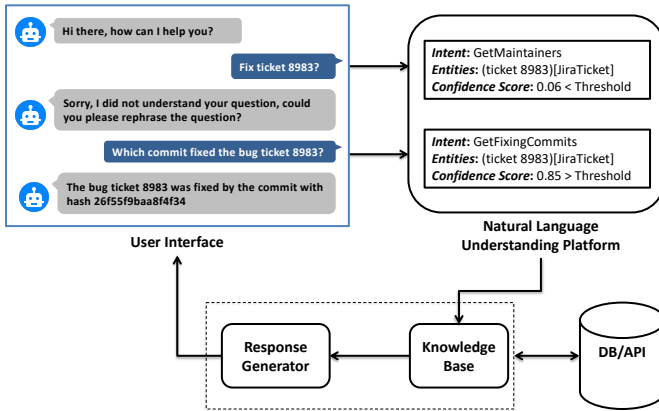 Hi there, how can I help you?
Fix ticket 8983?
Sorry, I did not understand your question, could
you please rephrase the question?
Which commit fixed the bug ticket 8983?
The bug ticket 8983 was fixed by the commit with
hash 26f55f9baa8f4f34
User Interface
Intent: GetMaintainers
Entities: (ticket 8983)[JiraTicket]
Confidence Score: 0.06 < Threshold
Intent: GetFixingCommits
Entities: (ticket 8983)[JiraTicket]
Confidence Score: 0.85 > Threshold
Natural Language
Understanding Platform
Response
Generator
Knowledge
Base
DB/API